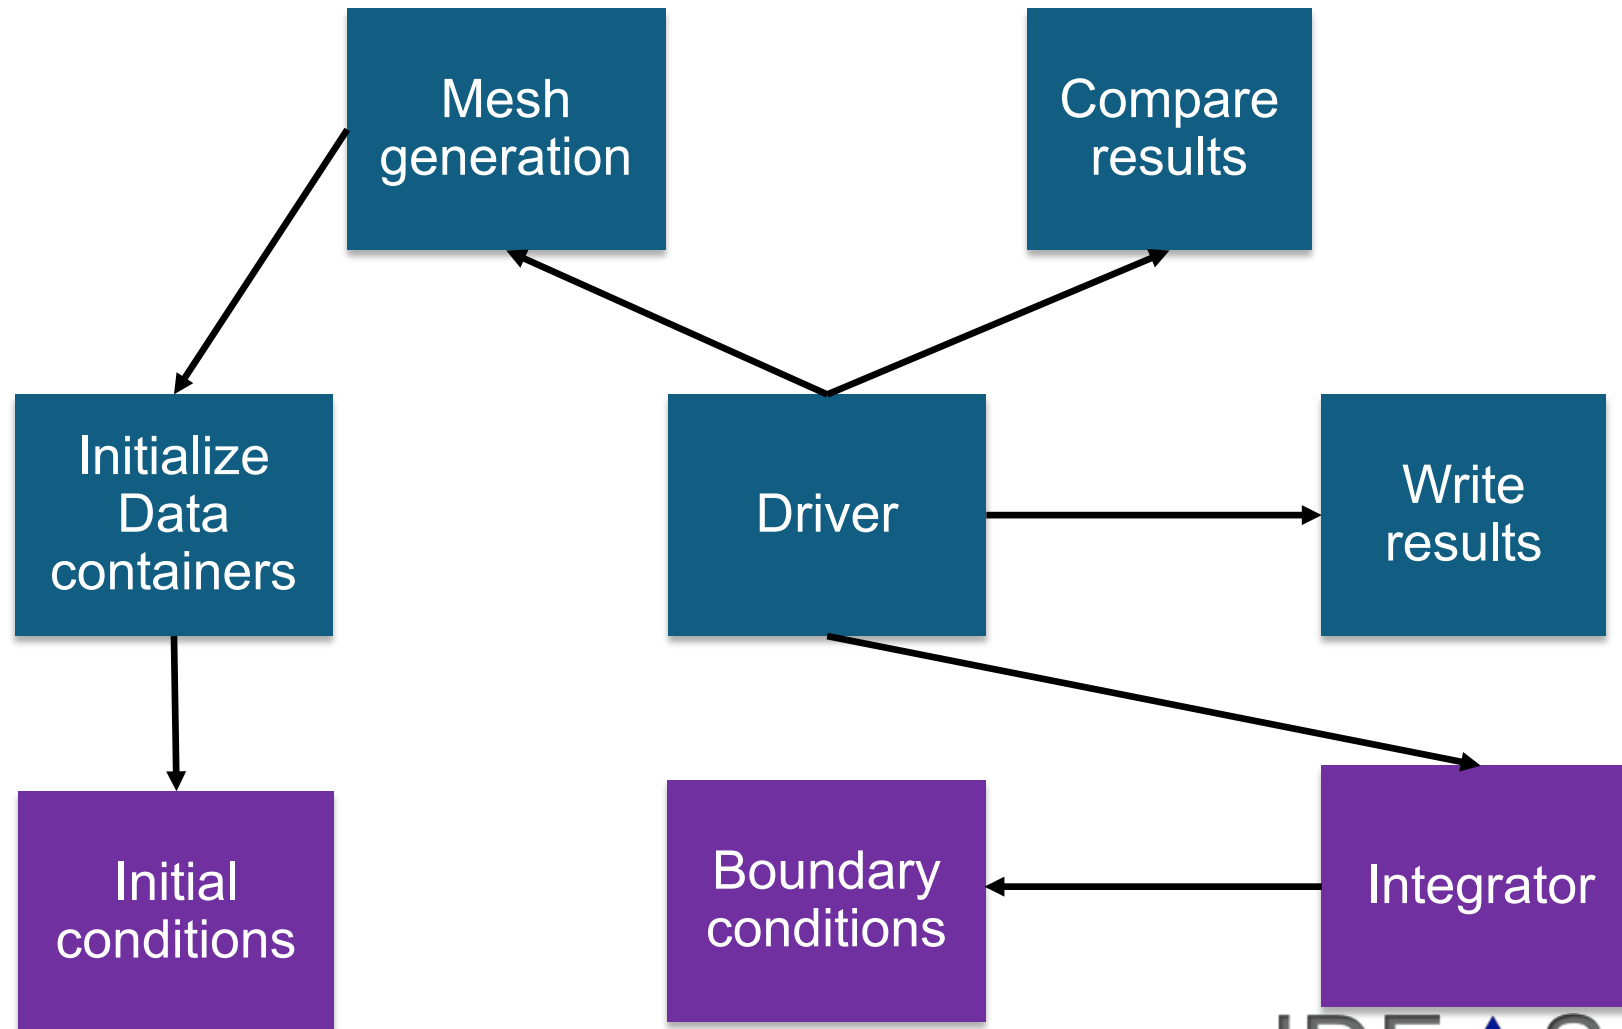 Mesh
generation
Compare
results
Initialize
Data
containers
Driver
Write
results
Initial
conditions
Boundary
conditions
Integrator